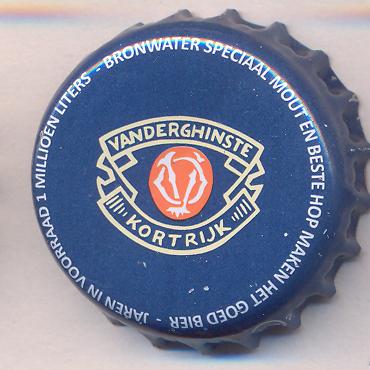 VANDERGHINSTE
KORTRIJK
BRONWATER SPECIAAL MOUT EN BESTE HOP MAKEN HET GOED BIER - JAREN IN VOORRAAD 1 MILLIOEN LITERS -